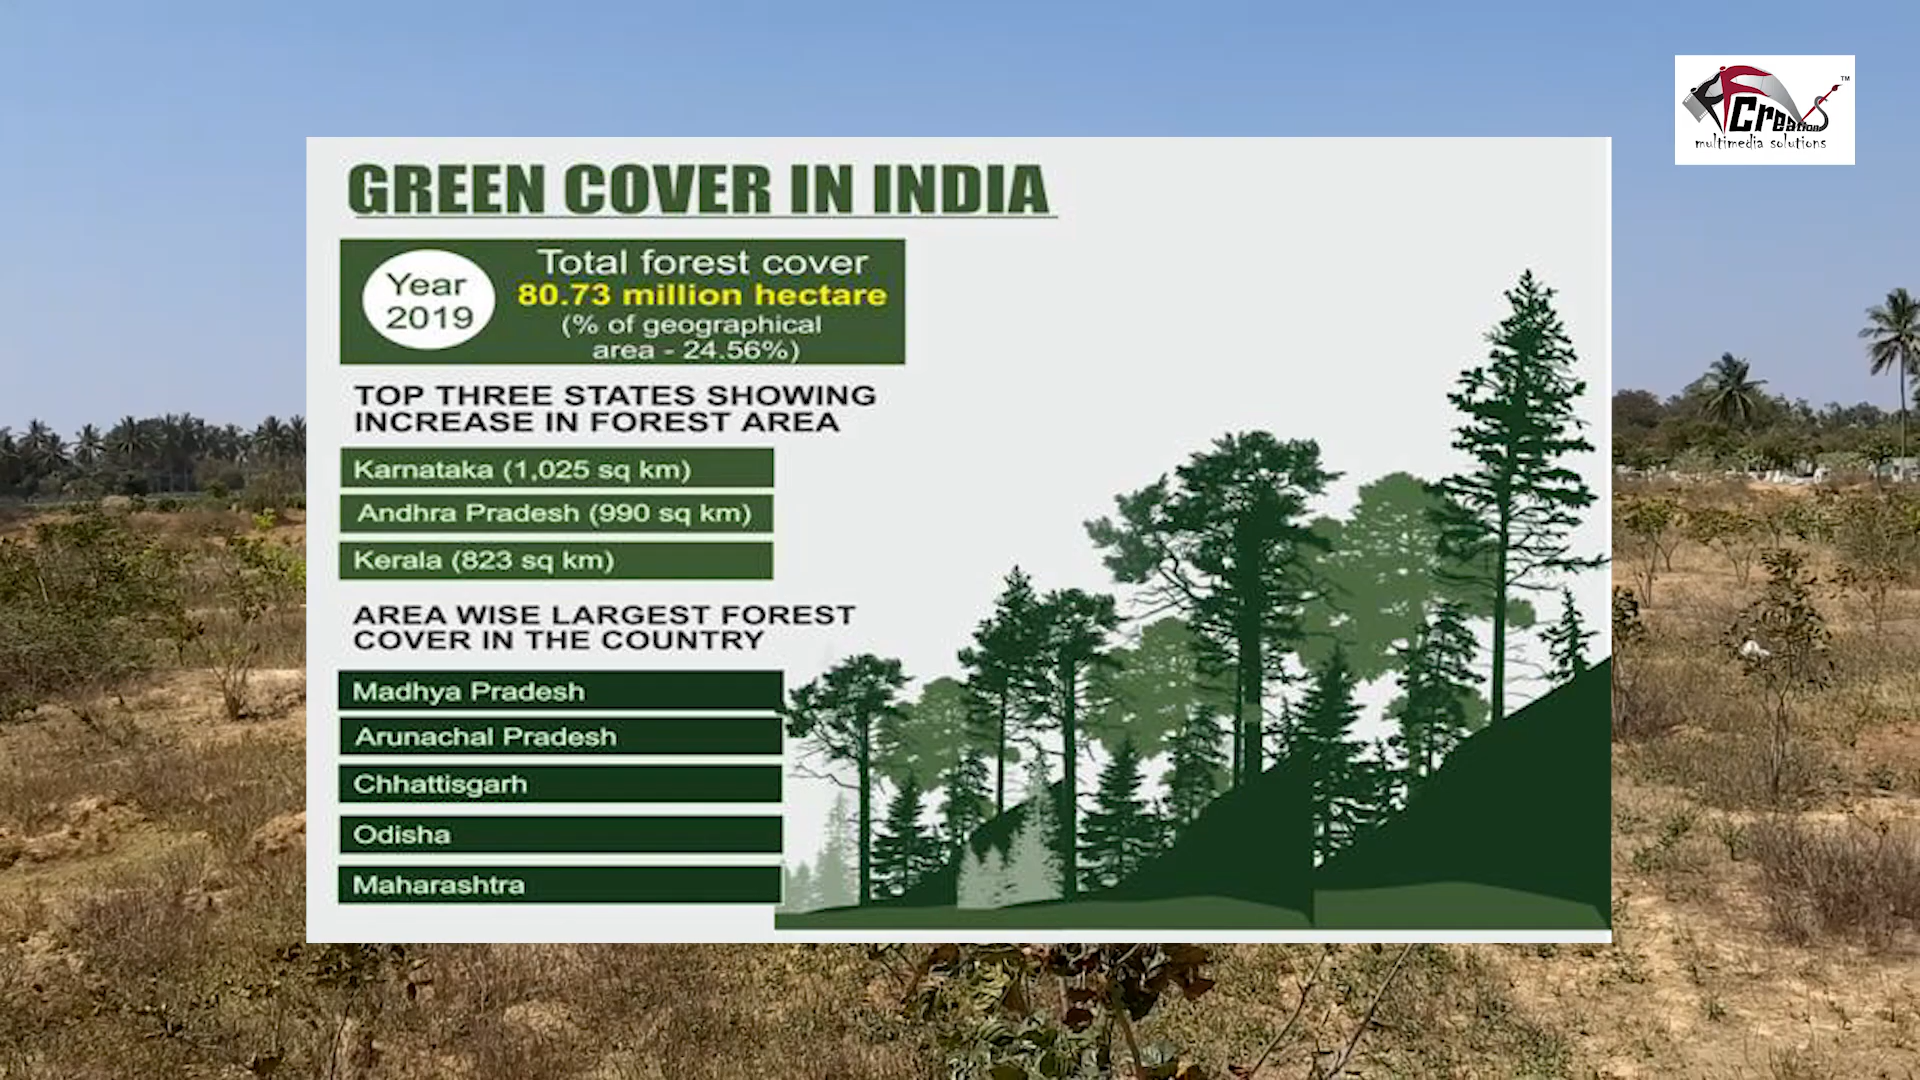 GREEN COVER IN INDIA
Year
2019
Total forest cover
80.73 million hectare
(% of geographical
area - 24.56%)
TOP THREE STATES SHOWING
INCREASE IN FOREST AREA
Karnataka (1,025 sq km)
Andhra Pradesh (990 sq km)
Kerala (823 sq km)
AREA WISE LARGEST FOREST
COVER IN THE COUNTRY
Madhya Pradesh
Arunachal Pradesh
Chhattisgarh
Odisha
Maharashtra
Creations
TM
multimedia solutions